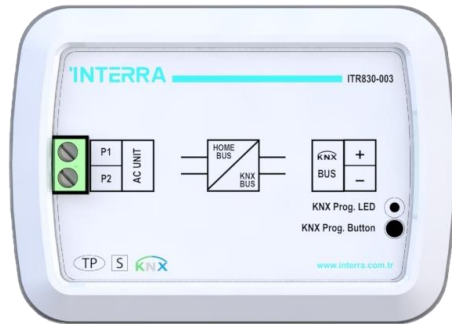 INTERRA
ITR830-003
P1
P2
AC UNIT
HOME
BUS
KNX
BUS
KNX
BUS
+
−
KNX Prog. LED
KNX Prog. Button
TP
S
KNX
www.interra.com.tr